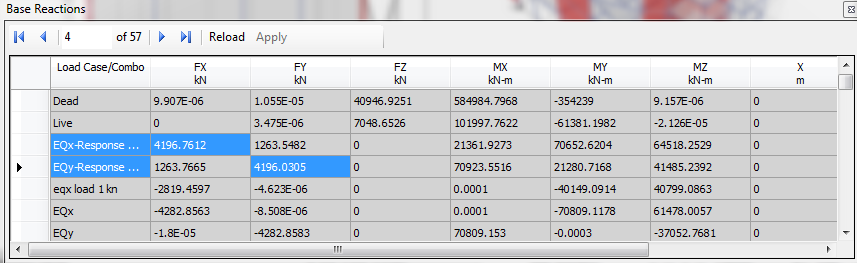 Base Reactions
4 of 57 Reload Apply
Load Case/Combo FX kN FY kN FZ kN MX kN-m MY kN-m MZ kN-m X m
Dead 9.907E-06 1.055E-05 40946.9251 584984.7968 -354239 9.157E-06 0
Live 0 3.475E-06 7048.6526 101997.7622 -61381.1982 -2.126E-05 0
EQx-Response ... 4196.7612 1263.5482 0 21361.9273 70652.6204 64518.2529 0
EQy-Response ... 1263.7665 4196.0305 0 70923.5516 21280.7168 41485.2392 0
eqx load 1 kn -2819.4597 -4.623E-06 0 0.0001 -40149.0914 40799.0863 0
EQx -4282.8563 -8.508E-06 0 0.0001 -70809.1178 61478.0057 0
EQy -1.8E-05 -4282.8583 0 70809.153 -0.0003 -37052.7681 0